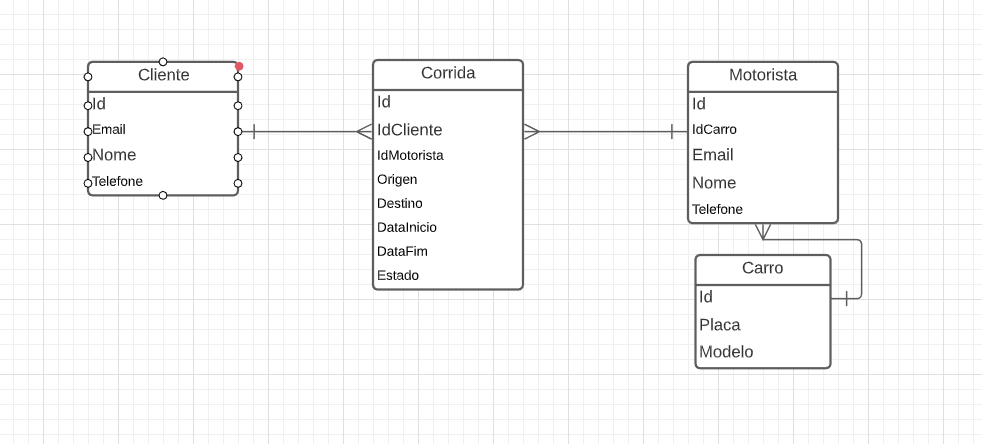 Cliente
Id
Email
Nome
Telefone
Corrida
Id
IdCliente
IdMotorista
Origen
Destino
DataInicio
DataFim
Estado
Motorista
Id
IdCarro
Email
Nome
Telefone
Carro
Id
Placa
Modelo